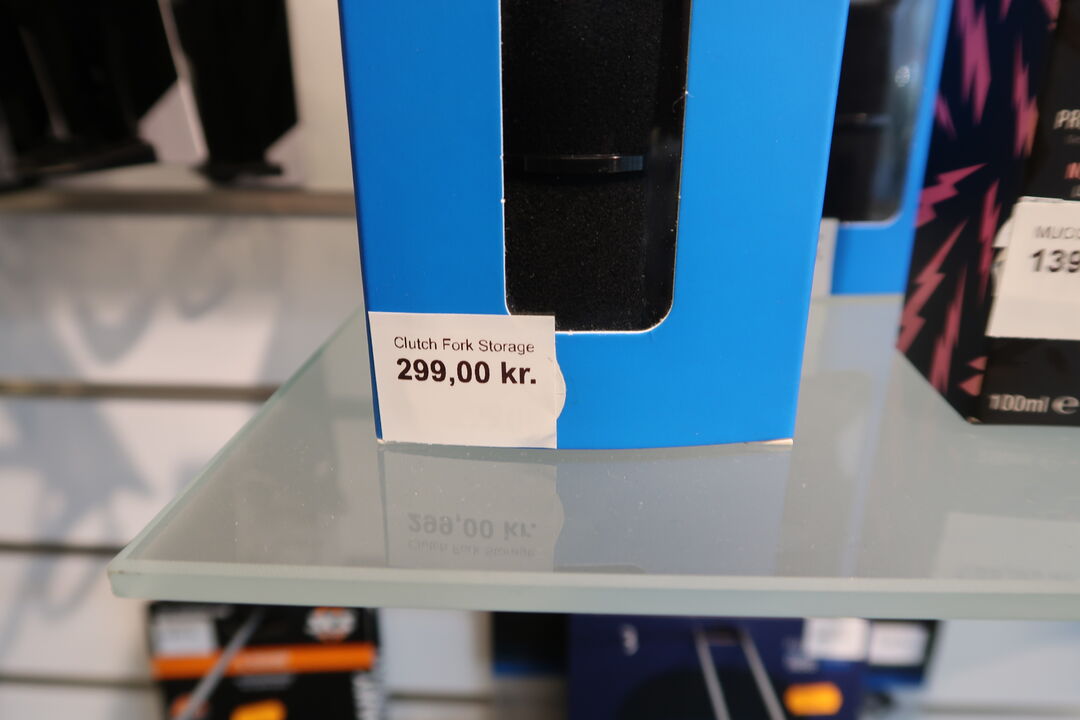 Clutch Fork Storage
299,00 kr.
139
100ml e